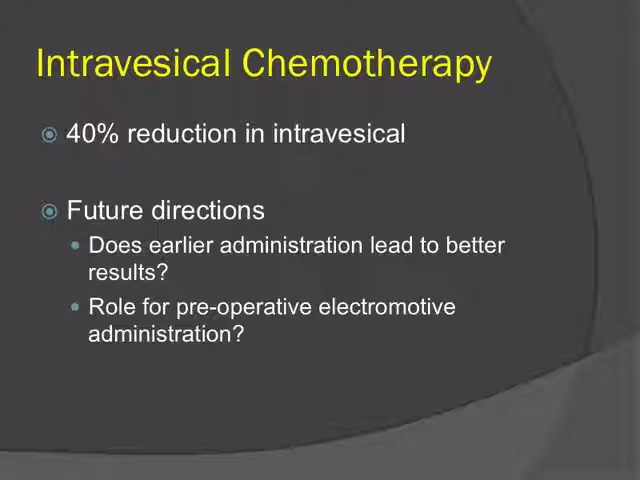 Intravesical Chemotherapy
40% reduction in intravesical
Future directions
Does earlier administration lead to better
results?
Role for pre-operative electromotive
administration?